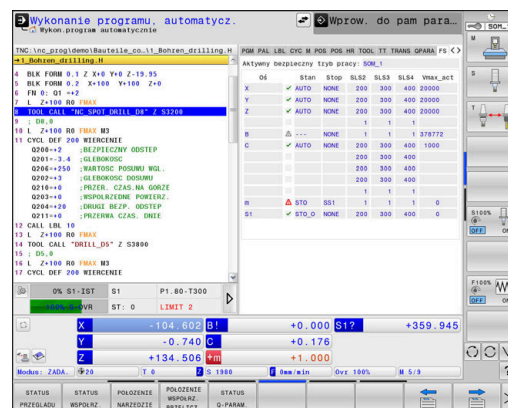 Wykonanie programu, automatycz.
Wykon.program automatycznie
Wprow. do pam para...
SOM_
TNC:\nc_prog\demo\Bauteile_co…\1_Bohren_drilling.H
→1_Bohren_drilling.H
4 BLK FORM 0.1 Z X+0 Y+0 Z-19.95
5 BLK FORM 0.2 X+100 Y+100 Z+0
6 FN 0: Q1 =+2
7 L Z+100 R0 FMAX
8 TOOL CALL "NC_SPOT_DRILL_D8" Z S3200
9 ; D8,0
10 L Z+100 R0 FMAX M3
11 CYCL DEF 200 WIERCENIE
Q200=+2 ;BEZPIECZNY ODSTEP
Q201=-3.4 ;GLEBOKOSC
Q206=+250 ;WARTOSC POSUWU WGL.
Q202=+3 ;GLEBOKOSC DOSUWU
Q210=+0 ;PRZER. CZAS.NA GORZE
Q203=+0 ;WSPOLRZEDNE POWIERZ.
Q204=+20 ;DRUGI BEZP. ODSTEP
Q211=+0 ;PRZERWA CZAS. DNIE
12 CALL LBL 10
13 L Z+100 R0 FMAX
14 TOOL CALL "DRILL_D5" Z S3800
15 ; D5,0
16 L Z+100 R0 FMAX M3
17 CYCL DEF 200 WIERCENIE
PGM PAL LBL CYC M POS POS HR TOOL TT TRANS QPARA FS
Aktywny bezpieczny tryb pracy: SOM_1
Oś Stan Stop SLS2 SLS3 SLS4 Vmax_act
X AUTO NONE 200 300 400 20000
Y AUTO NONE 200 300 400 20000
Z AUTO NONE 200 300 400 20000
1 1 1
B --- NONE 1 1 1 378772
C AUTO NONE 200 300 400 1000
200 300 400
200 300 400
200 300 400
1 1 1
m STO SS1 1 1 1 0
S1 STO_O NONE 200 300 400 0
0% S1-IST S1 P1.80-T300
ST: 0 LIMIT 2
X -104.602 B! +0.000 S1? +359.945
Y -0.740 C +0.176
Z +134.506 +m +1.000
Modus: ZADA. 20 T 0 Z S 1980 F 0mm/min Ovr 100% M 5/9
M
S
T
S100%
OFF
F100%
OFF
STATUS PRZEGLADU
STATUS WSPOŁRZ.
POŁOZENIE NARZEDZIE
POŁOZENIE WSPOŁRZ.
STATUS Q-PARAM.